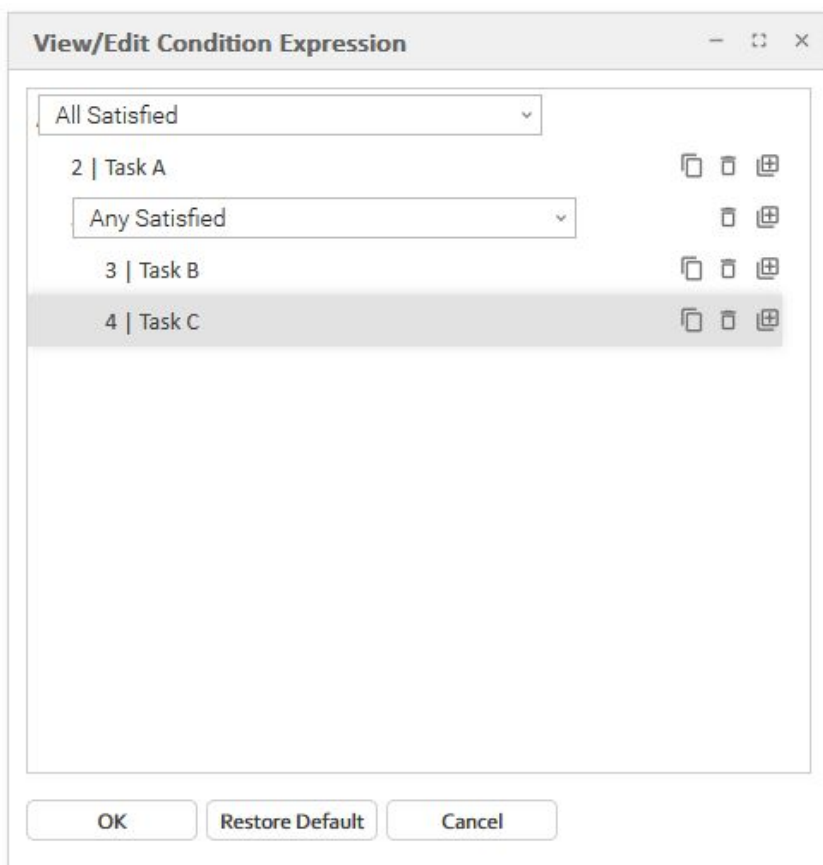 View/Edit Condition Expression
All Satisfied
2 | Task A
Any Satisfied
3 | Task B
4 | Task C
OK
Restore Default
Cancel